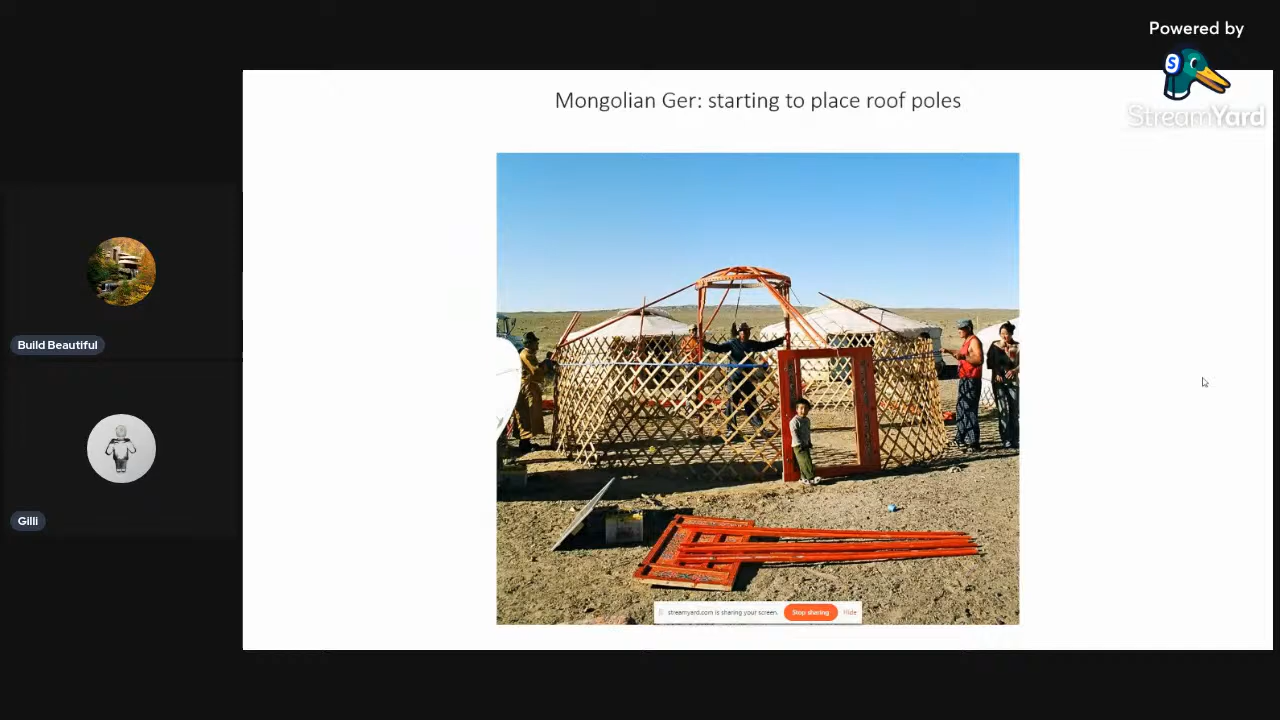 Powered by
S
StreamYard
Mongolian Ger: starting to place roof poles
Build Beautiful
Gilli
streamyard.com is sharing your screen.
Stop sharing
Hide